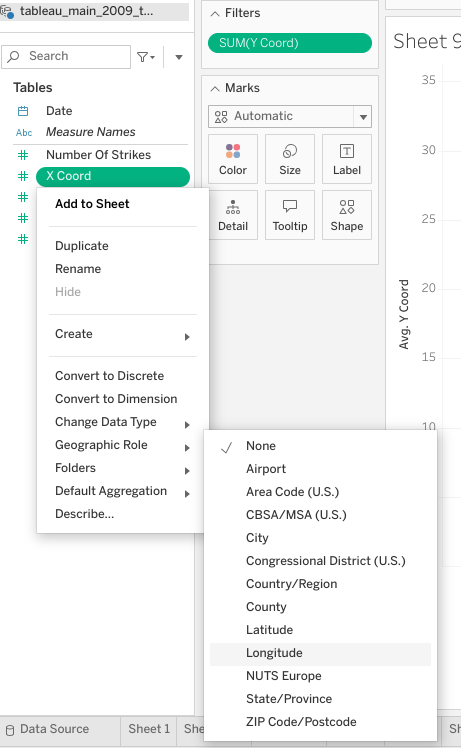 tableau_main_2009_t...
Search
Tables
Date
Abc Measure Names
Number Of Strikes
X Coord
Add to Sheet
Duplicate
Rename
Hide
Create
Convert to Discrete
Convert to Dimension
Change Data Type
Geographic Role
Folders
Default Aggregation
Describe...
Filters
SUM(Y Coord)
Marks
Automatic
Color
Size
Label
Detail
Tooltip
Shape
None
Airport
Area Code (U.S.)
CBSA/MSA (U.S.)
City
Congressional District (U.S.)
Country/Region
County
Latitude
Longitude
NUTS Europe
State/Province
ZIP Code/Postcode
Sheet 9
35
30
25
20
15
10
Avg. Y Coord
Data Source
Sheet 1
She
Sh